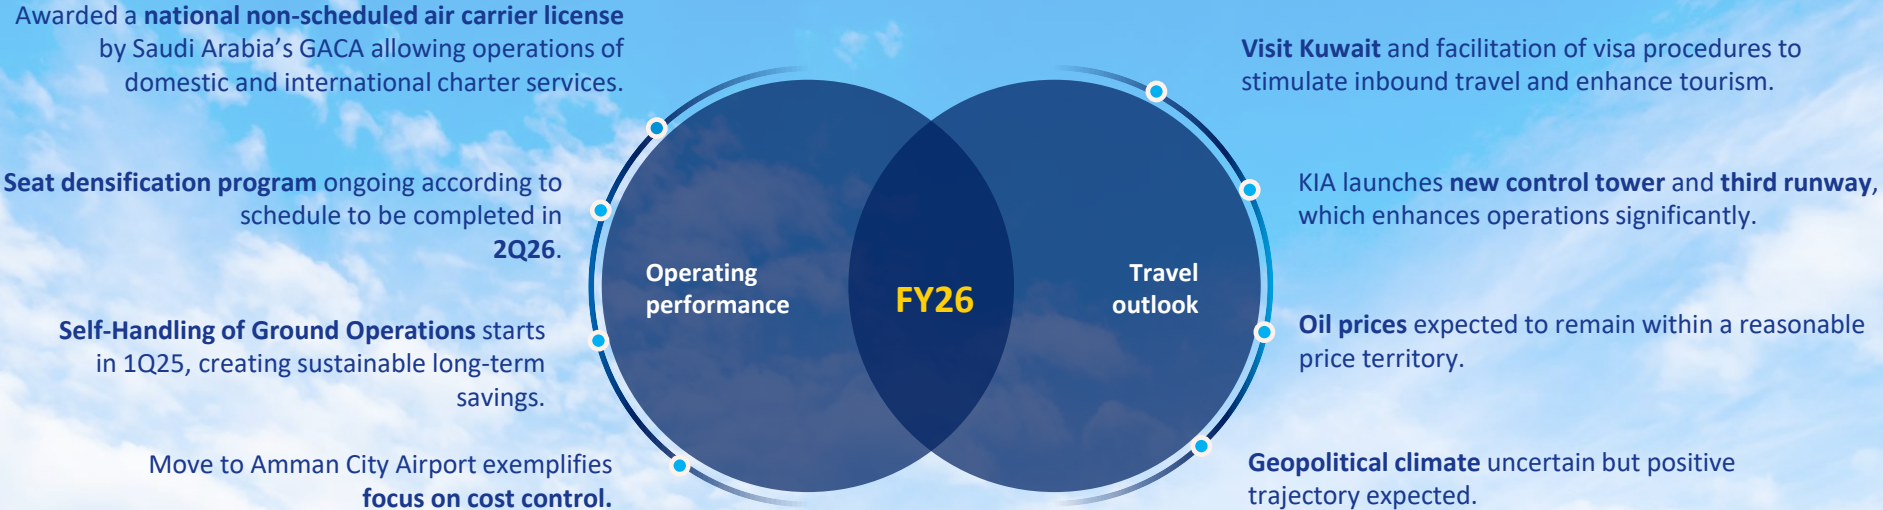 Awarded a national non-scheduled air carrier license
by Saudi Arabia's GACA allowing operations of
domestic and international charter services.
Seat densification program ongoing according to
schedule to be completed in
2Q26.
Self-Handling of Ground Operations starts
in 1Q25, creating sustainable long-term
savings.
Move to Amman City Airport exemplifies
focus on cost control.
Operating
performance
FY26
Travel
outlook
Visit Kuwait and facilitation of visa procedures to
stimulate inbound travel and enhance tourism.
KIA launches new control tower and third runway,
which enhances operations significantly.
Oil prices expected to remain within a reasonable
price territory.
Geopolitical climate uncertain but positive
trajectory expected.